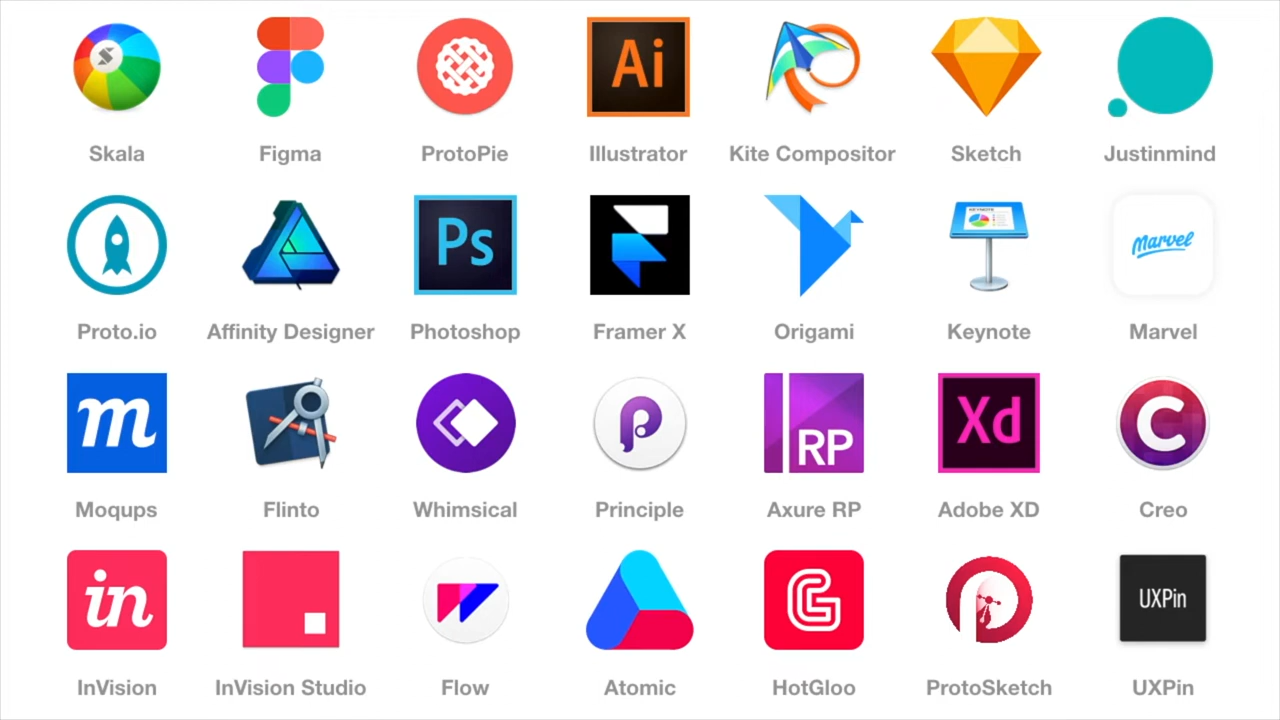 S
Skala
Figma
ProtoPie
Ai
Illustrator
Kite Compositor
Sketch
Justinmind
Proto.io
Affinity Designer
Ps
Photoshop
Framer X
Origami
KEYNOTE
Keynote
Marvel
Marvel
m
Moqups
Flinto
Whimsical
P
Principle
RP
Axure RP
Xd
Adobe XD
C
Creo
in
InVision
InVision Studio
Flow
Atomic
G
HotGloo
P
ProtoSketch
UXPin
UXPin